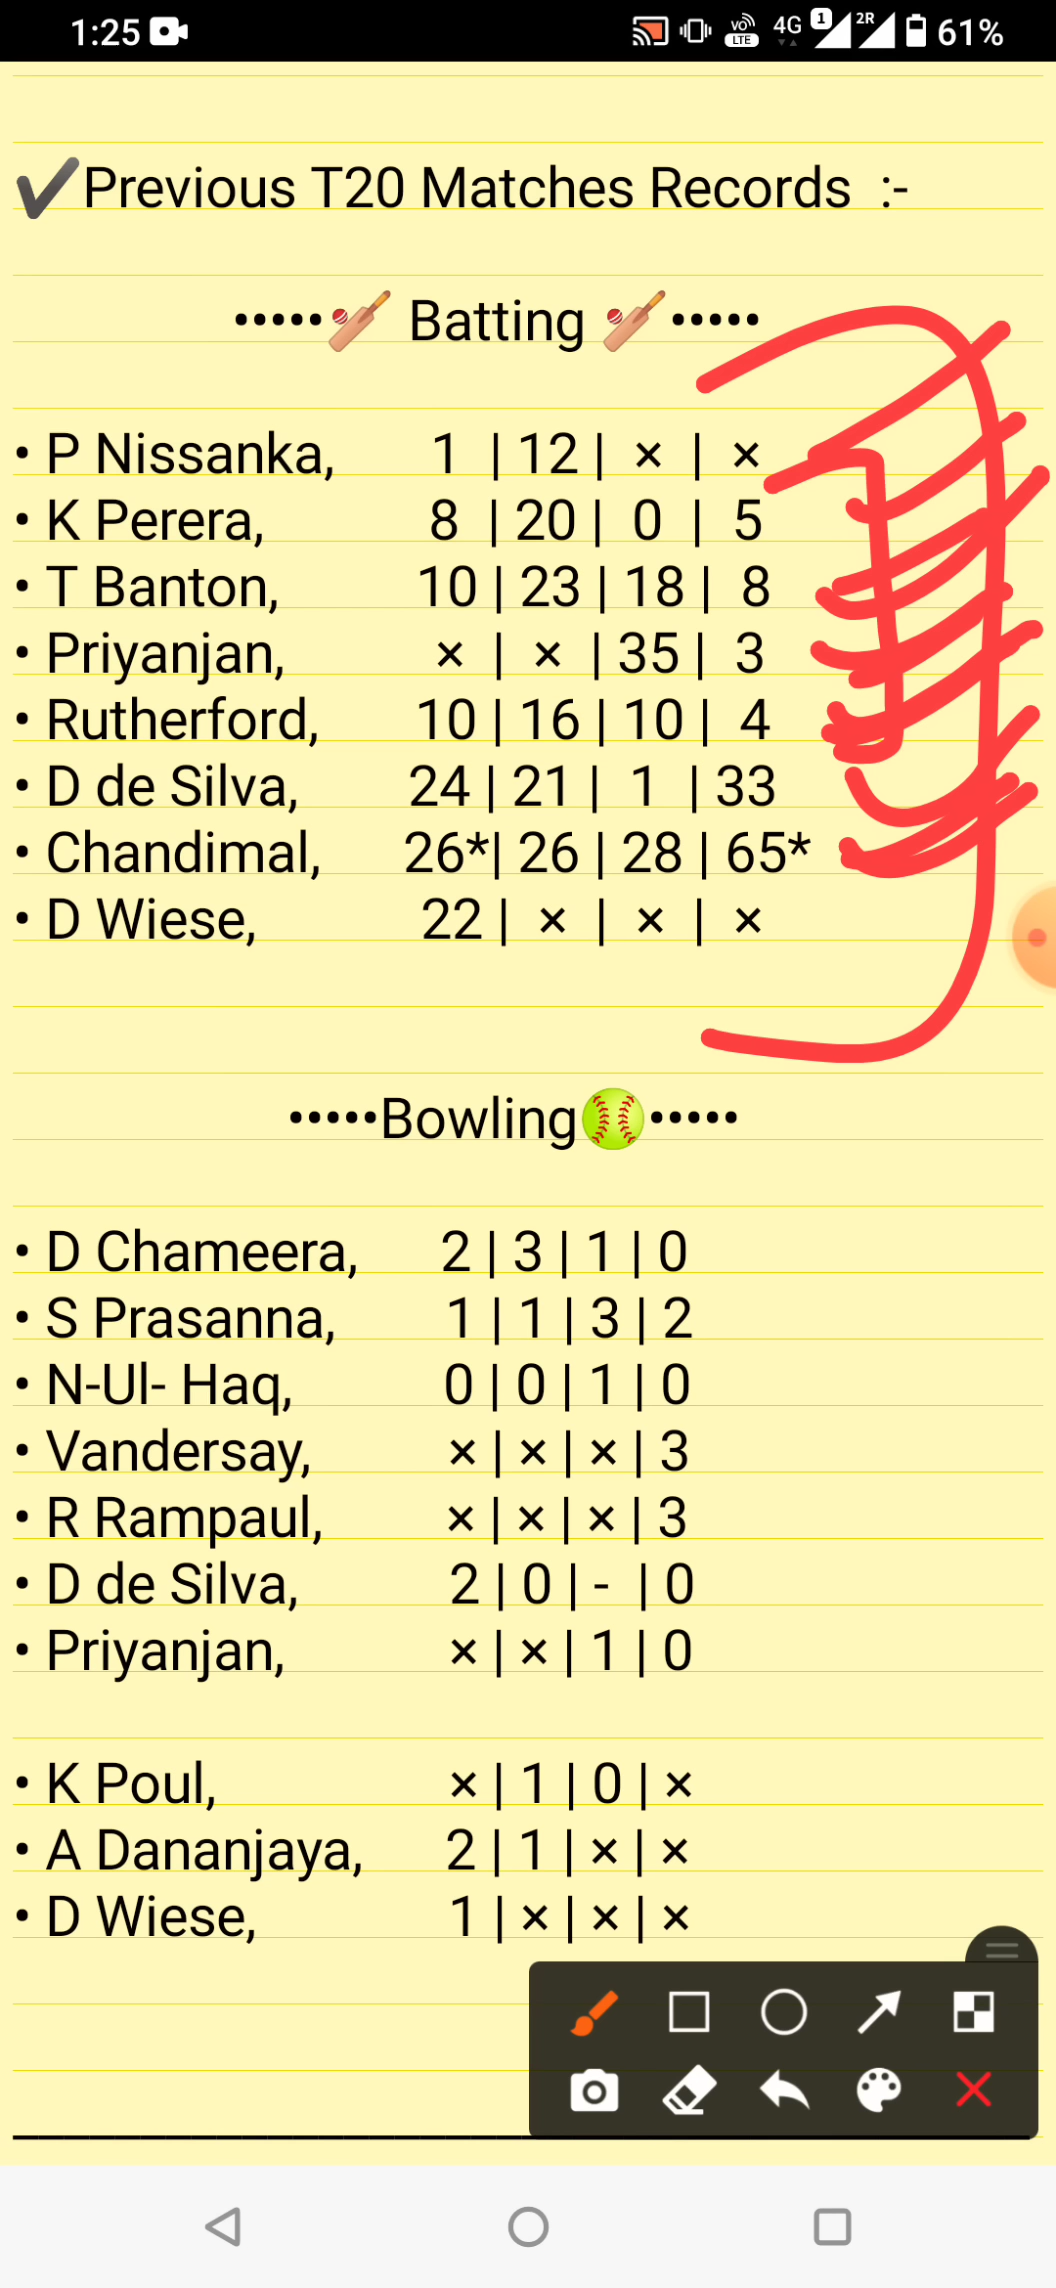 1:25 4G 1 2R 61%
VO LTE
✔Previous T20 Matches Records :-
•••••🏏 Batting 🏏•••••
• P Nissanka, 1 | 12 | × | ×
• K Perera, 8 | 20 | 0 | 5
• T Banton, 10 | 23 | 18 | 8
• Priyanjan, × | × | 35 | 3
• Rutherford, 10 | 16 | 10 | 4
• D de Silva, 24 | 21 | 1 | 33
• Chandimal, 26*| 26 | 28 | 65*
• D Wiese, 22 | × | × | ×
•••••Bowling🥎•••••
• D Chameera, 2 | 3 | 1 | 0
• S Prasanna, 1 | 1 | 3 | 2
• N-Ul- Haq, 0 | 0 | 1 | 0
• Vandersay, × | × | × | 3
• R Rampaul, × | × | × | 3
• D de Silva, 2 | 0 | - | 0
• Priyanjan, × | × | 1 | 0
• K Poul, × | 1 | 0 | ×
• A Dananjaya, 2 | 1 | × | ×
• D Wiese, 1 | × | × | ×